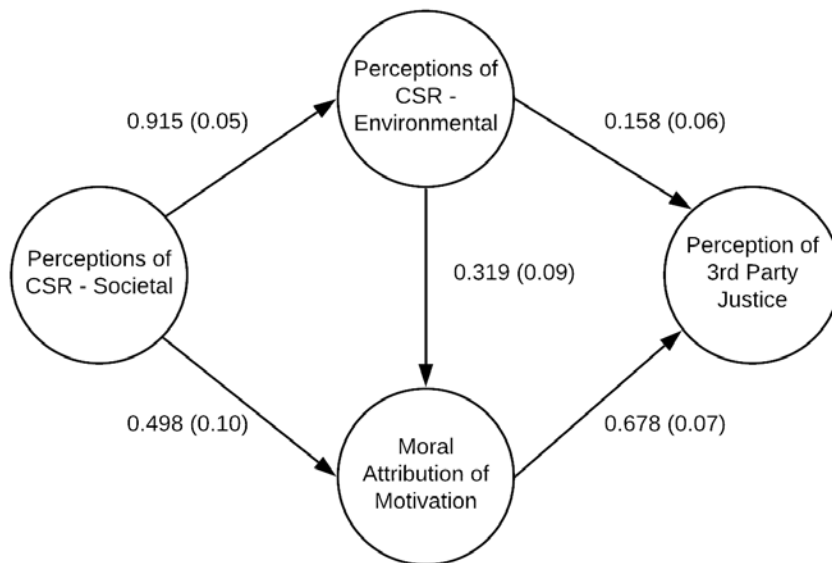 Perceptions of
CSR -
Environmental
0.915 (0.05)
0.158 (0.06)
Perceptions of
CSR - Societal
0.319 (0.09)
Perception of
3rd Party
Justice
0.498 (0.10)
0.678 (0.07)
Moral
Attribution of
Motivation